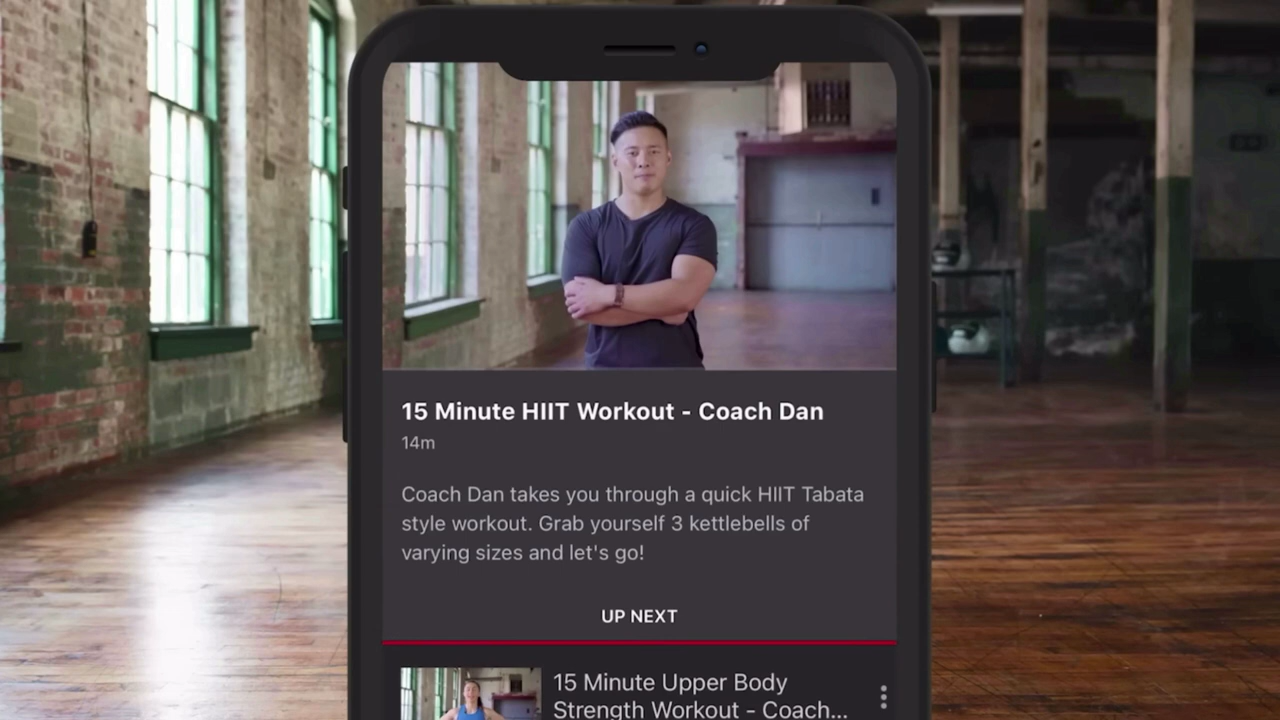 15 Minute HIIT Workout - Coach Dan
14m
Coach Dan takes you through a quick HIIT Tabata
style workout. Grab yourself 3 kettlebells of
varying sizes and let's go!
UP NEXT
15 Minute Upper Body
Strength Workout - Coach...